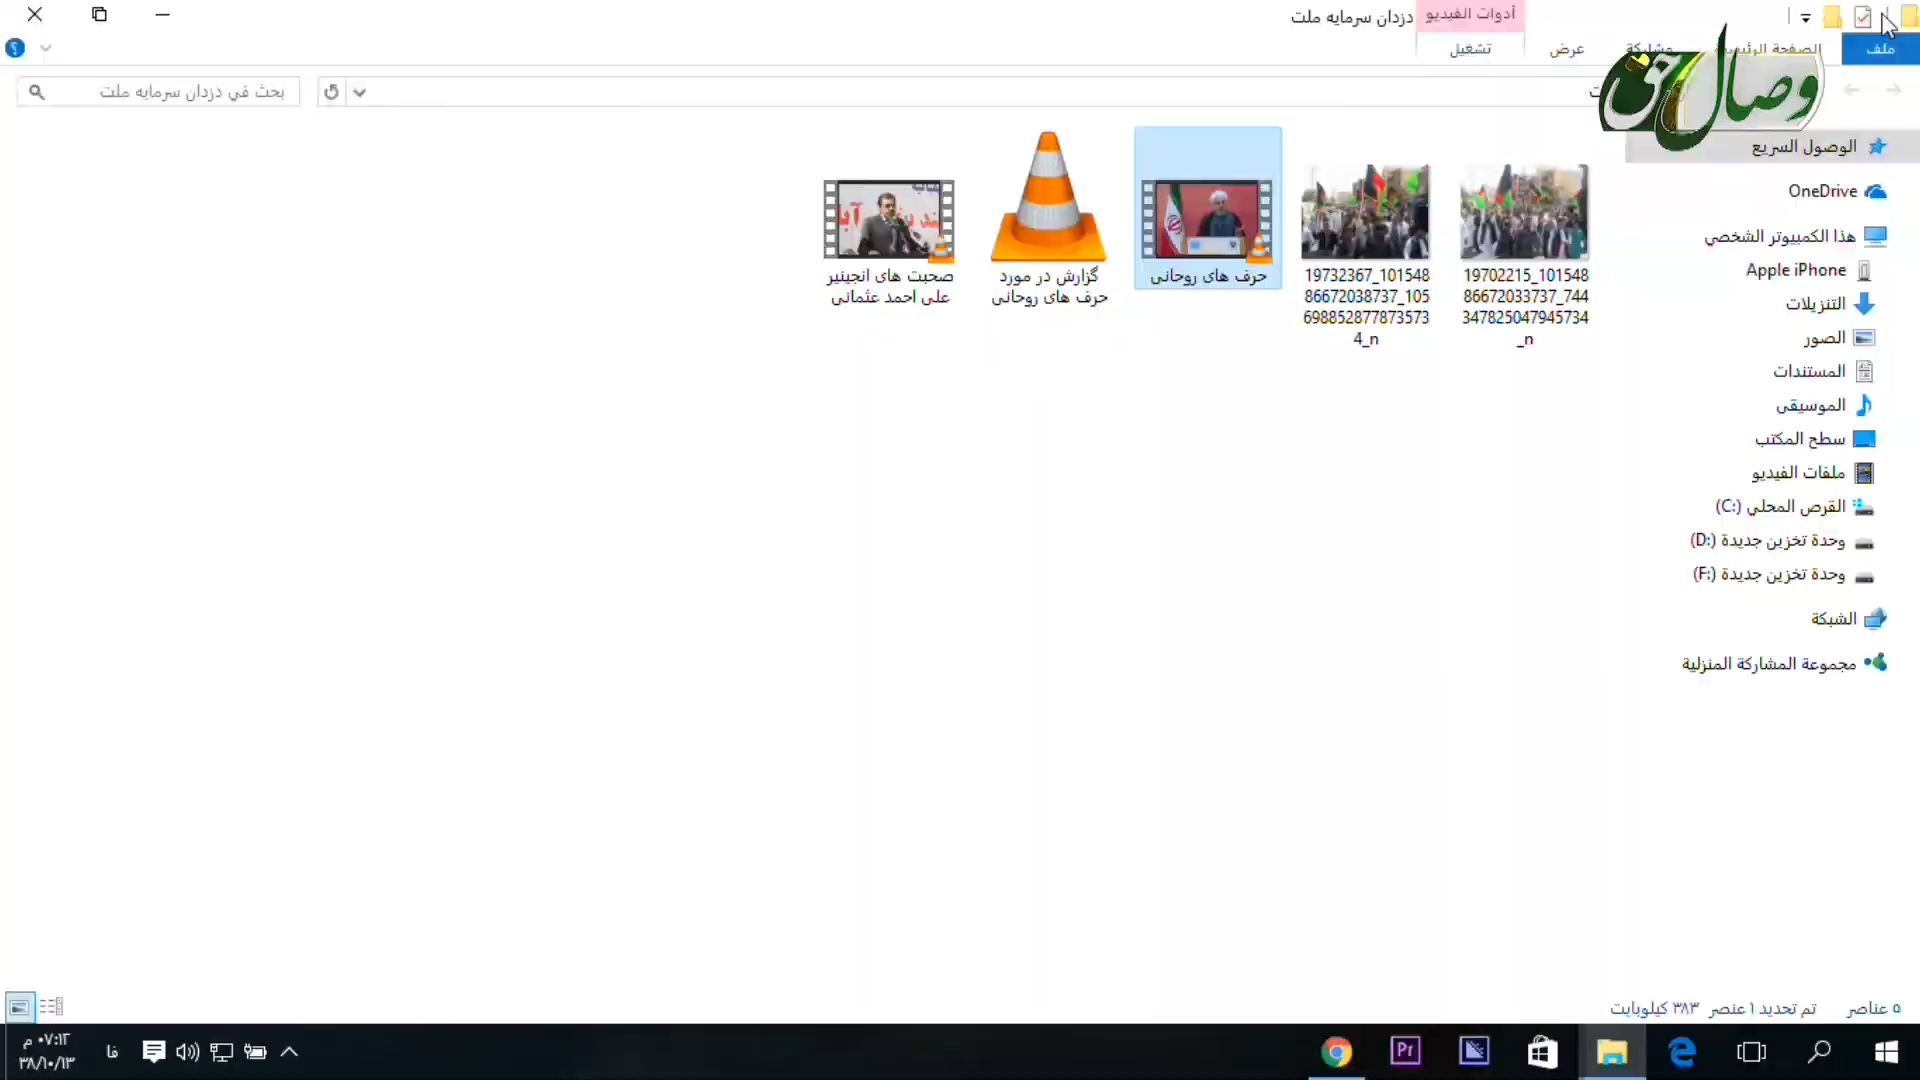 دزدان سرمايه ملت
أدوات الفيديو
ملف
الصفحة الرئيسية
مشاركة
عرض
تشغيل
وصال حق
بحث في دزدان سرمايه ملت
19702215_101548
86672033737_744
347825047945734
_n
19732367_101548
86672038737_105
698852877873573
4_n
حرف های روحانی
گزارش در مورد
حرف های روحانی
صحبت های انجینیر
علی احمد عثمانی
الوصول السريع
OneDrive
هذا الكمبيوتر الشخصي
Apple iPhone
التنزيلات
الصور
المستندات
الموسيقى
سطح المكتب
ملفات الفيديو
القرص المحلي (C:)
وحدة تخزين جديدة (D:)
وحدة تخزين جديدة (F:)
الشبكة
مجموعة المشاركة المنزلية
٥ عناصر
تم تحديد ١ عنصر ٣٨٣ كيلوبايت
Pr
فا
٠٧:١٣ م
٣٨/١٠/١٣